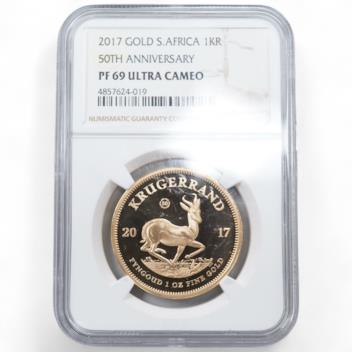 2017 GOLD S.AFRICA 1KR
50TH ANNIVERSARY
PF 69 ULTRA CAMEO
4857624-019
NUMISMATIC GUARANTY
KRUGERRAND
50
20 17
FYNGOUD 1 OZ FINE GOLD